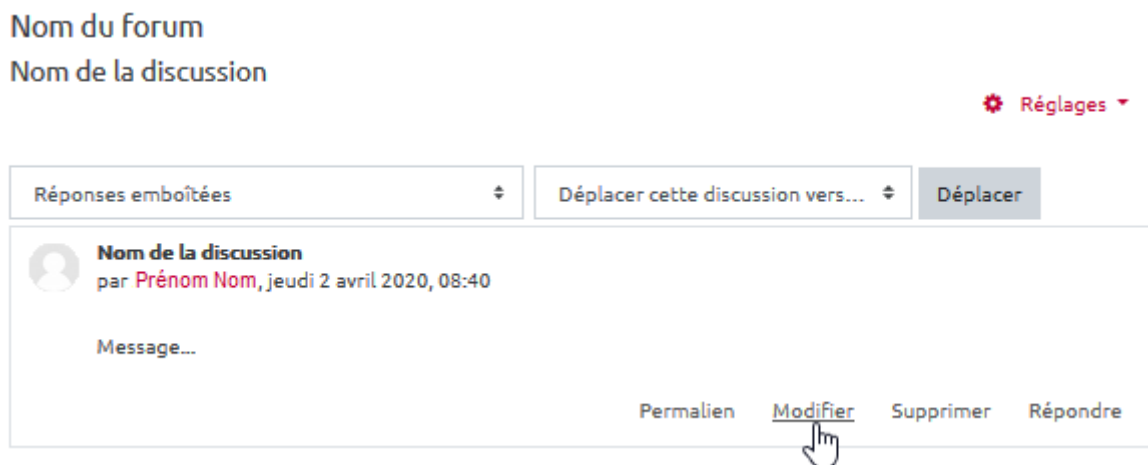 Nom du forum
Nom de la discussion
Réglages
Réponses emboîtées Déplacer cette discussion vers... Déplacer
Nom de la discussion
par Prénom Nom, jeudi 2 avril 2020, 08:40
Message...
Permalien Modifier Supprimer Répondre